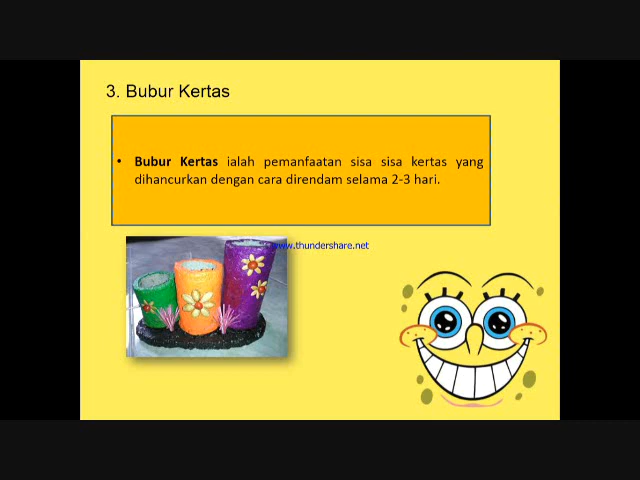 3. Bubur Kertas
• Bubur Kertas ialah pemanfaatan sisa sisa kertas yang
dihancurkan dengan cara direndam selama 2-3 hari.
www.thundershare.net